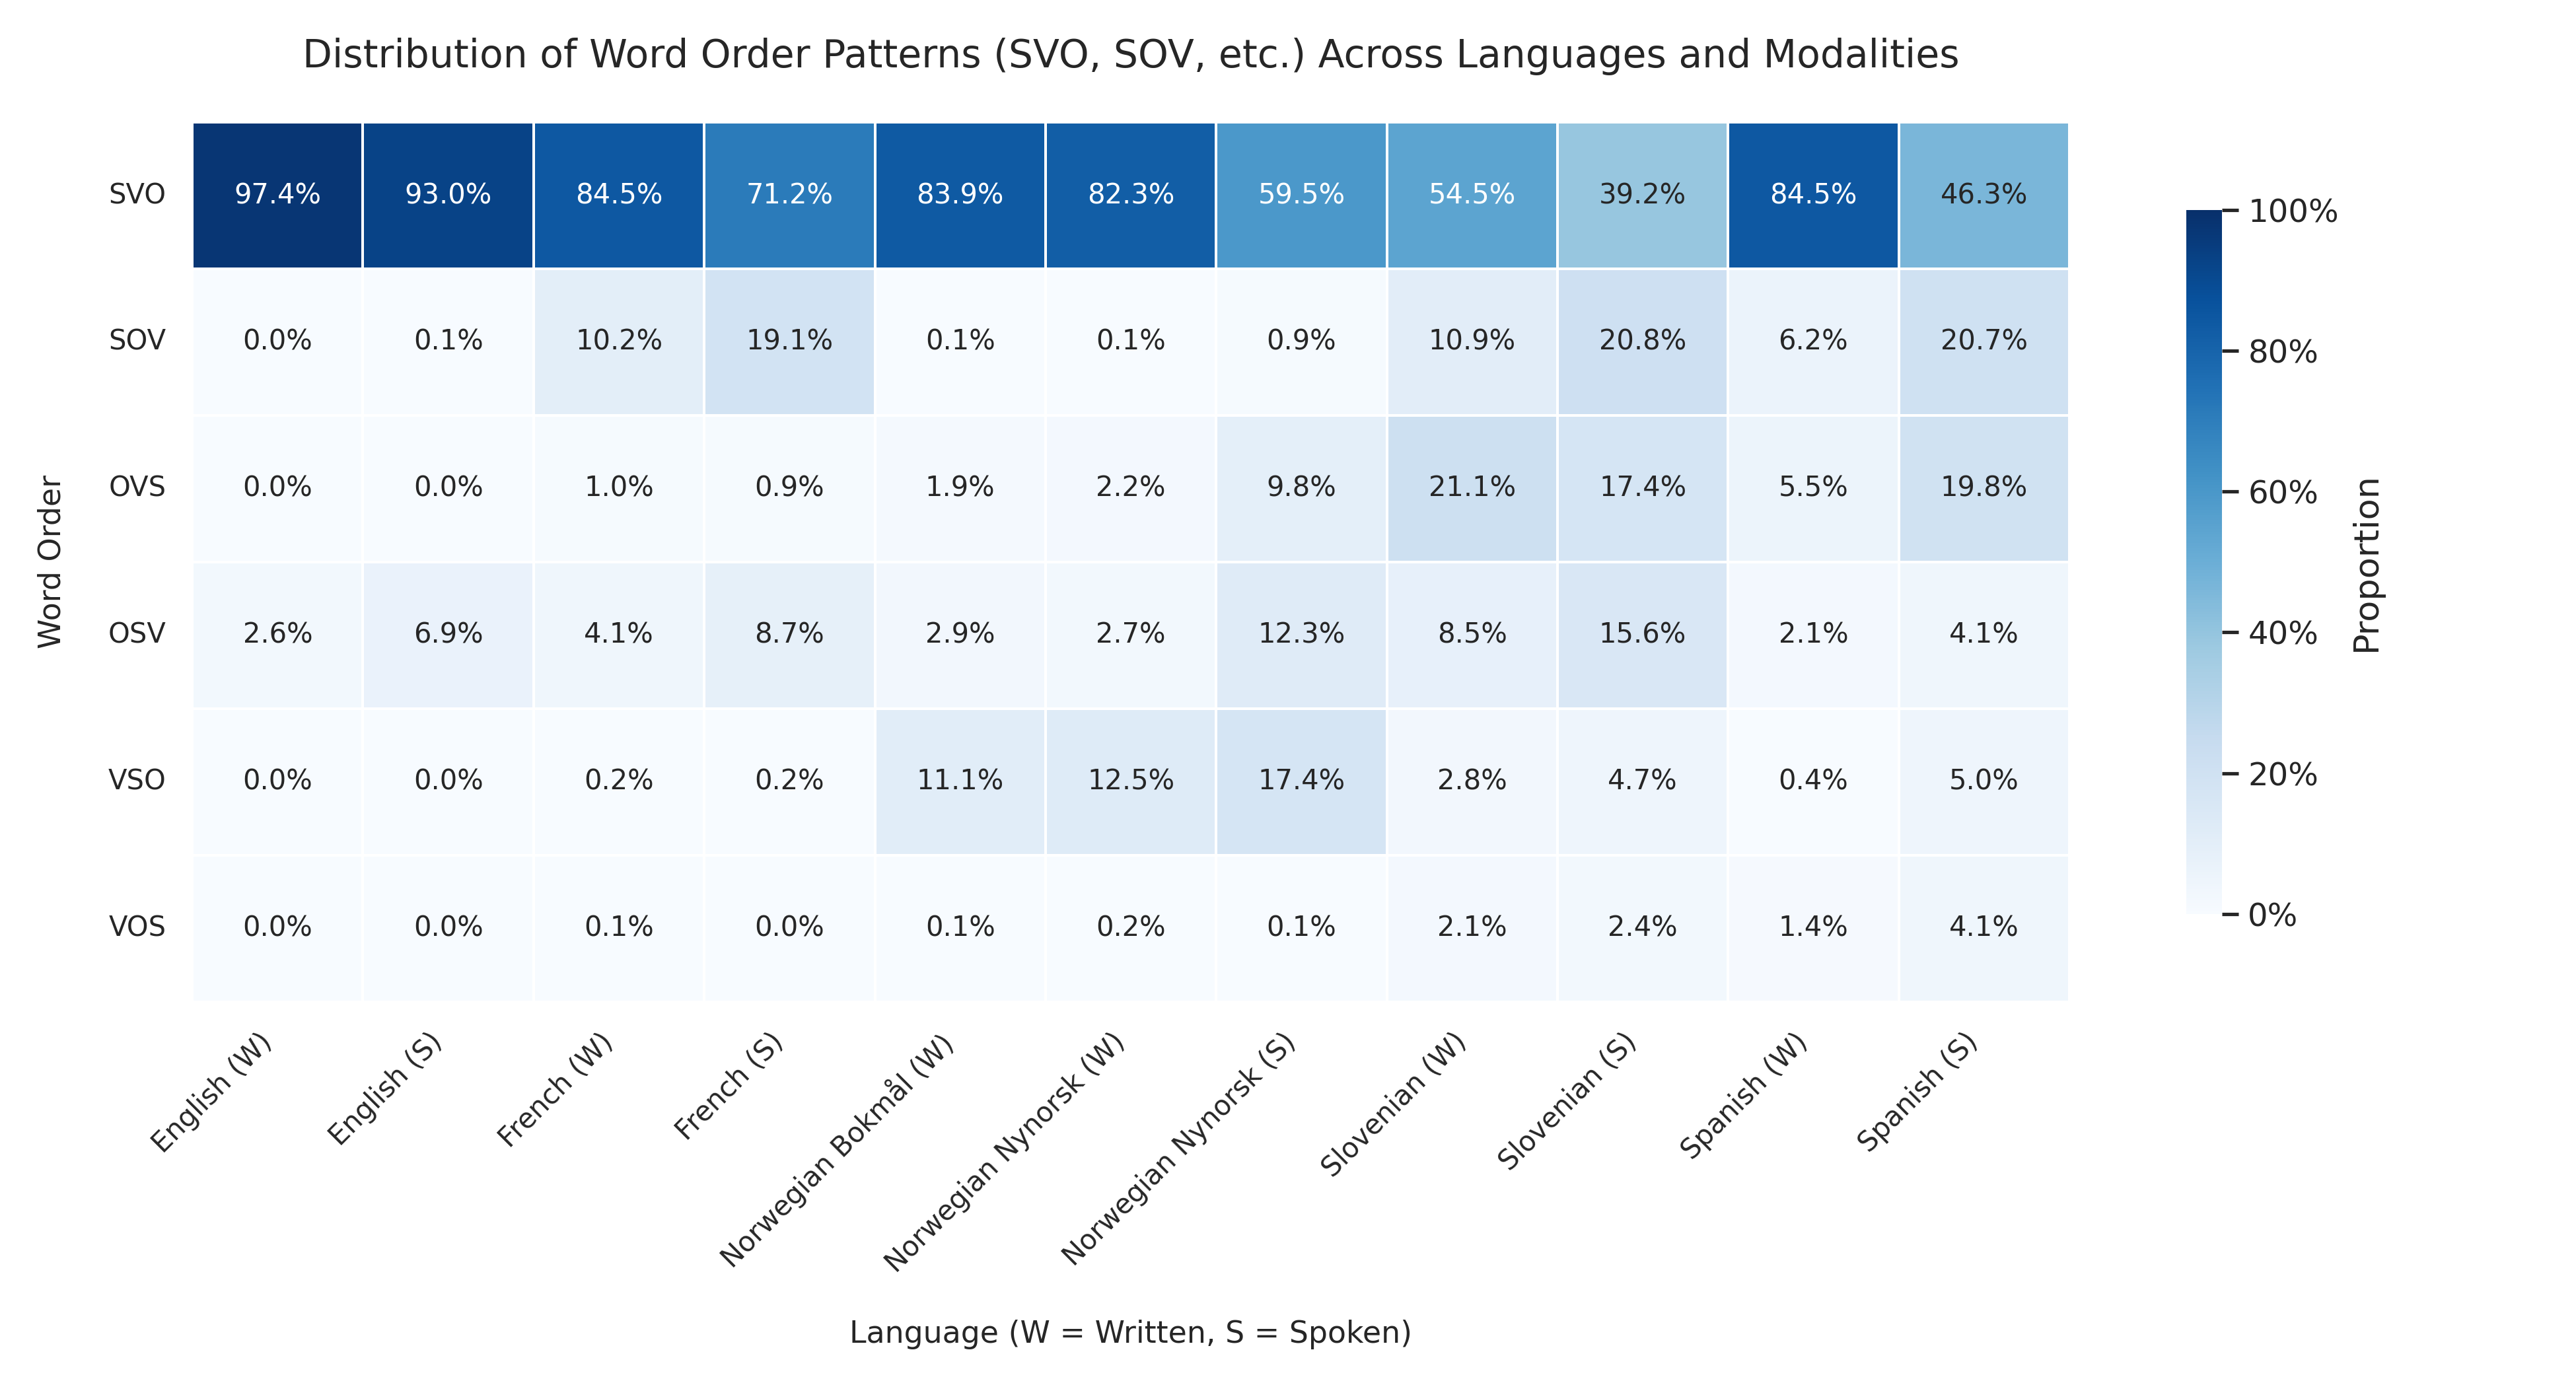 Distribution of Word Order Patterns (SVO, SOV, etc.) Across Languages and Modalities
SVO 97.4% 93.0% 84.5% 71.2% 83.9% 82.3% 59.5% 54.5% 39.2% 84.5% 46.3%
SOV 0.0% 0.1% 10.2% 19.1% 0.1% 0.1% 0.9% 10.9% 20.8% 6.2% 20.7%
OVS 0.0% 0.0% 1.0% 0.9% 1.9% 2.2% 9.8% 21.1% 17.4% 5.5% 19.8%
OSV 2.6% 6.9% 4.1% 8.7% 2.9% 2.7% 12.3% 8.5% 15.6% 2.1% 4.1%
VSO 0.0% 0.0% 0.2% 0.2% 11.1% 12.5% 17.4% 2.8% 4.7% 0.4% 5.0%
VOS 0.0% 0.0% 0.1% 0.0% 0.1% 0.2% 0.1% 2.1% 2.4% 1.4% 4.1%
Word Order
English (W)
English (S)
French (W)
French (S)
Norwegian Bokmål (W)
Norwegian Nynorsk (W)
Norwegian Nynorsk (S)
Slovenian (W)
Slovenian (S)
Spanish (W)
Spanish (S)
Language (W = Written, S = Spoken)
100%
80%
60%
40%
20%
0%
Proportion